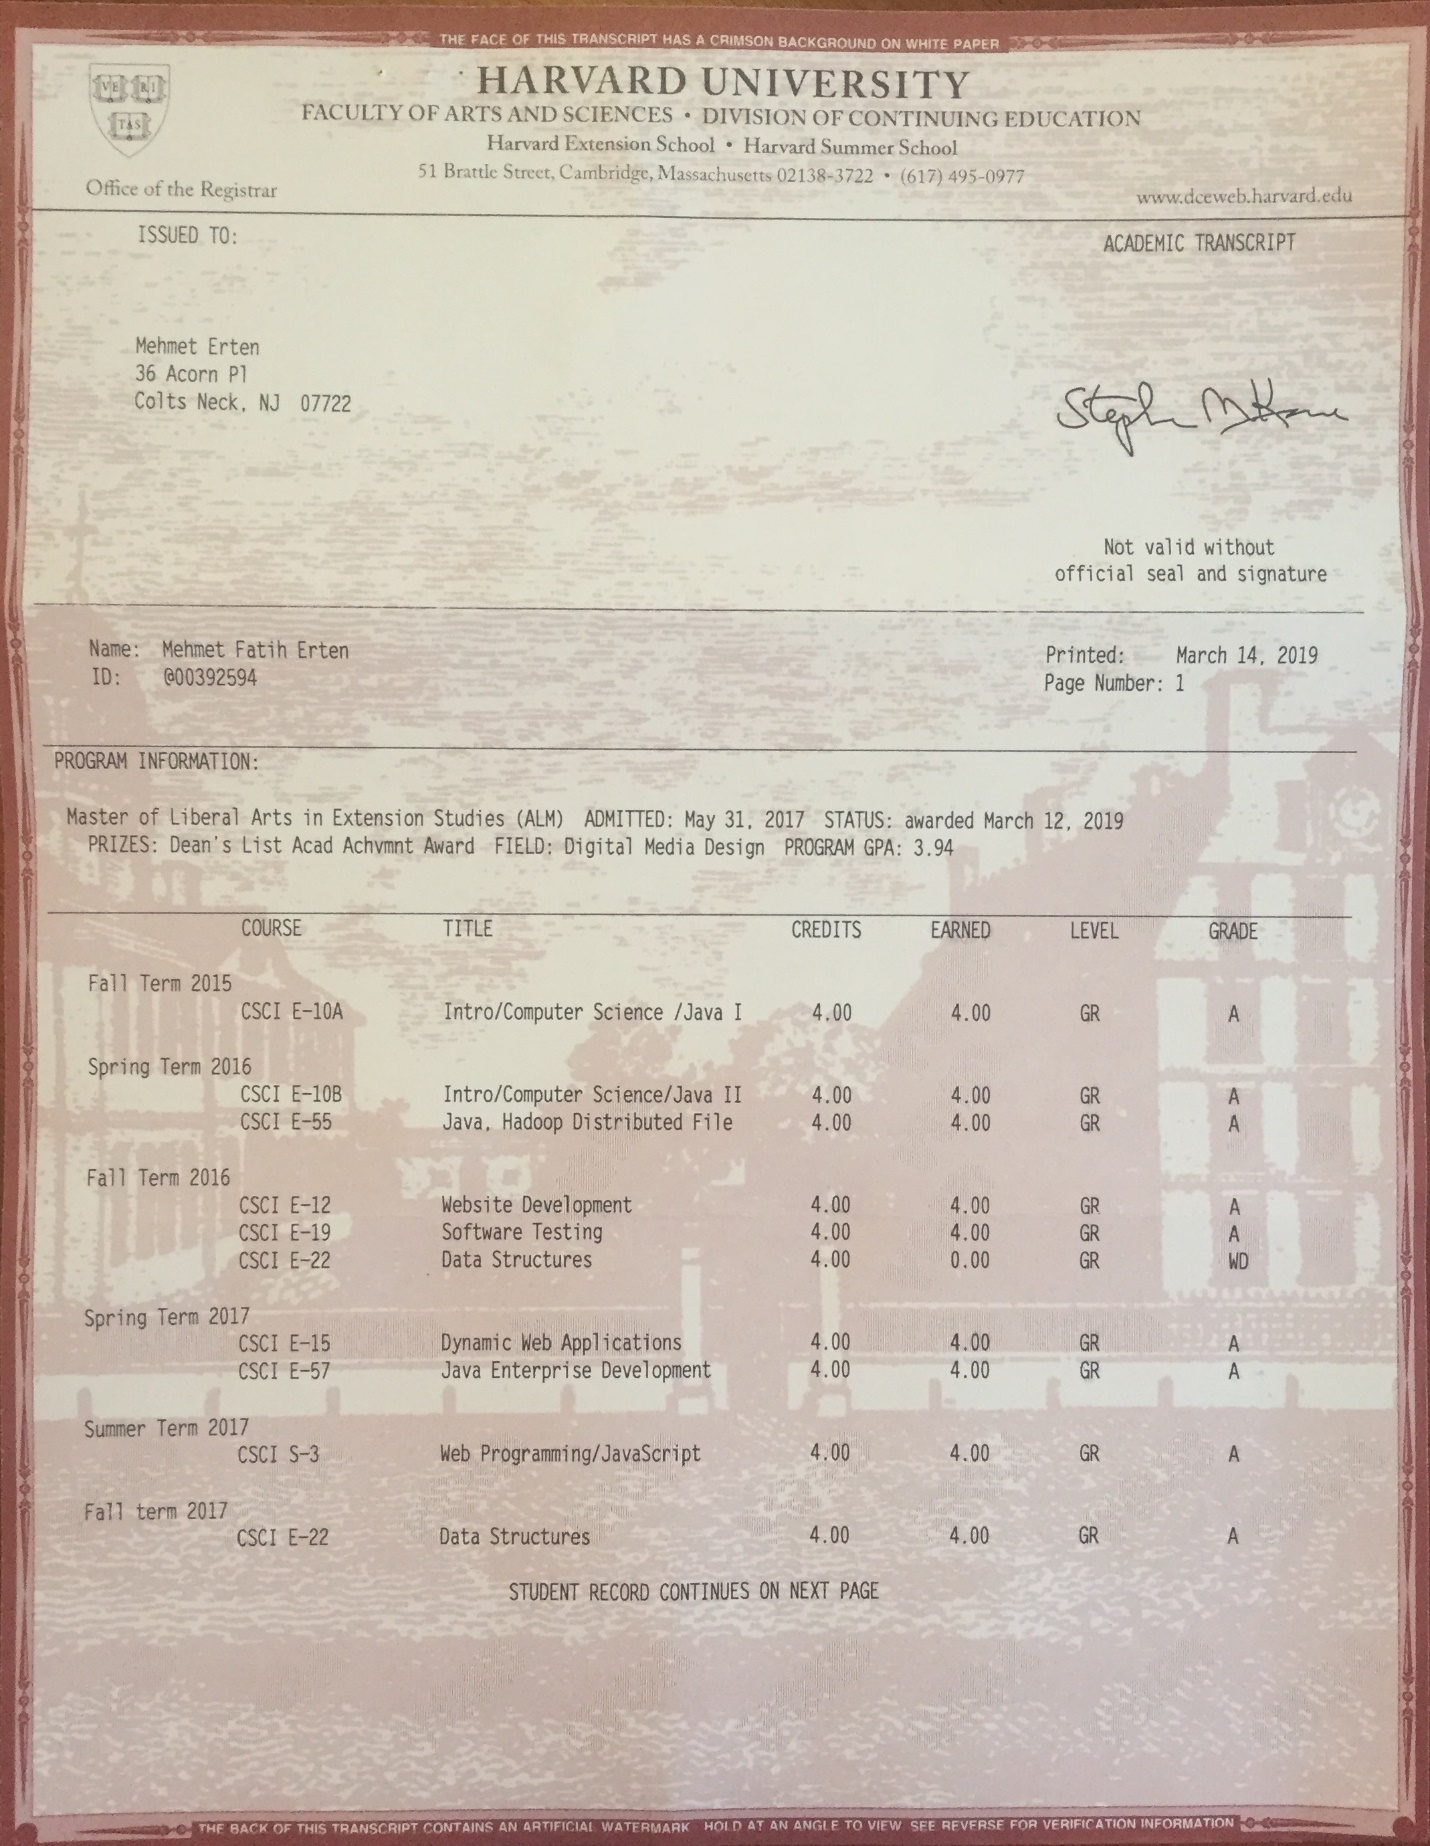 THE FACE OF THIS TRANSCRIPT HAS A CRIMSON BACKGROUND ON WHITE PAPER
VE RI
TAS
HARVARD UNIVERSITY
FACULTY OF ARTS AND SCIENCES • DIVISION OF CONTINUING EDUCATION
Harvard Extension School • Harvard Summer School
51 Brattle Street, Cambridge, Massachusetts 02138-3722 • (617) 495-0977
Office of the Registrar
www.dceweb.harvard.edu
ISSUED TO:
ACADEMIC TRANSCRIPT
Mehmet Erten
36 Acorn Pl
Colts Neck, NJ 07722
Not valid without
official seal and signature
Name: Mehmet Fatih Erten Printed: March 14, 2019
ID: @00392594 Page Number: 1
PROGRAM INFORMATION:
Master of Liberal Arts in Extension Studies (ALM) ADMITTED: May 31, 2017 STATUS: awarded March 12, 2019
PRIZES: Dean's List Acad Achvmnt Award FIELD: Digital Media Design PROGRAM GPA: 3.94
COURSE TITLE CREDITS EARNED LEVEL GRADE
Fall Term 2015
CSCI E-10A Intro/Computer Science /Java I 4.00 4.00 GR A
Spring Term 2016
CSCI E-10B Intro/Computer Science/Java II 4.00 4.00 GR A
CSCI E-55 Java, Hadoop Distributed File 4.00 4.00 GR A
Fall Term 2016
CSCI E-12 Website Development 4.00 4.00 GR A
CSCI E-19 Software Testing 4.00 4.00 GR A
CSCI E-22 Data Structures 4.00 0.00 GR WD
Spring Term 2017
CSCI E-15 Dynamic Web Applications 4.00 4.00 GR A
CSCI E-57 Java Enterprise Development 4.00 4.00 GR A
Summer Term 2017
CSCI S-3 Web Programming/JavaScript 4.00 4.00 GR A
Fall term 2017
CSCI E-22 Data Structures 4.00 4.00 GR A
STUDENT RECORD CONTINUES ON NEXT PAGE
THE BACK OF THIS TRANSCRIPT CONTAINS AN ARTIFICIAL WATERMARK HOLD AT AN ANGLE TO VIEW SEE REVERSE FOR VERIFICATION INFORMATION